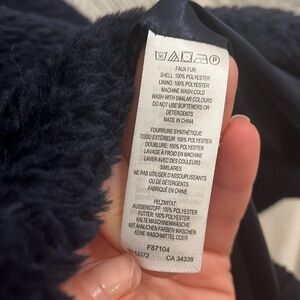 FAUX FUR:
SHELL: 100% POLYESTER
LINING: 100% POLYESTER
MACHINE WASH COLD
WASH WITH SIMILAR COLOURS
DO NOT USE SOFTENERS OR
DETERGENTS
MADE IN CHINA
FOURRURE SYNTHÉTIQUE
TISSU EXTÉRIEUR: 100% POLYESTER
DOUBLURE: 100% POLYESTER
LAVAGE À FROID EN MACHINE
LAVER AVEC DES COULEURS
SIMILAIRES
NE PAS UTILISER D'ASSOUPLISSANTS
OU DE DÉTERGENTS
FABRIQUÉ EN CHINE
PELZIMITAT:
AUSSENSTOFF: 100% POLYESTER
FUTTER: 100% POLYESTER
KALTE MASCHINENWÄSCHE
MIT ÄHNLICHEN FARBEN WASCHEN
KEINE WASCHMITTEL ODER
F87104
CA 34338